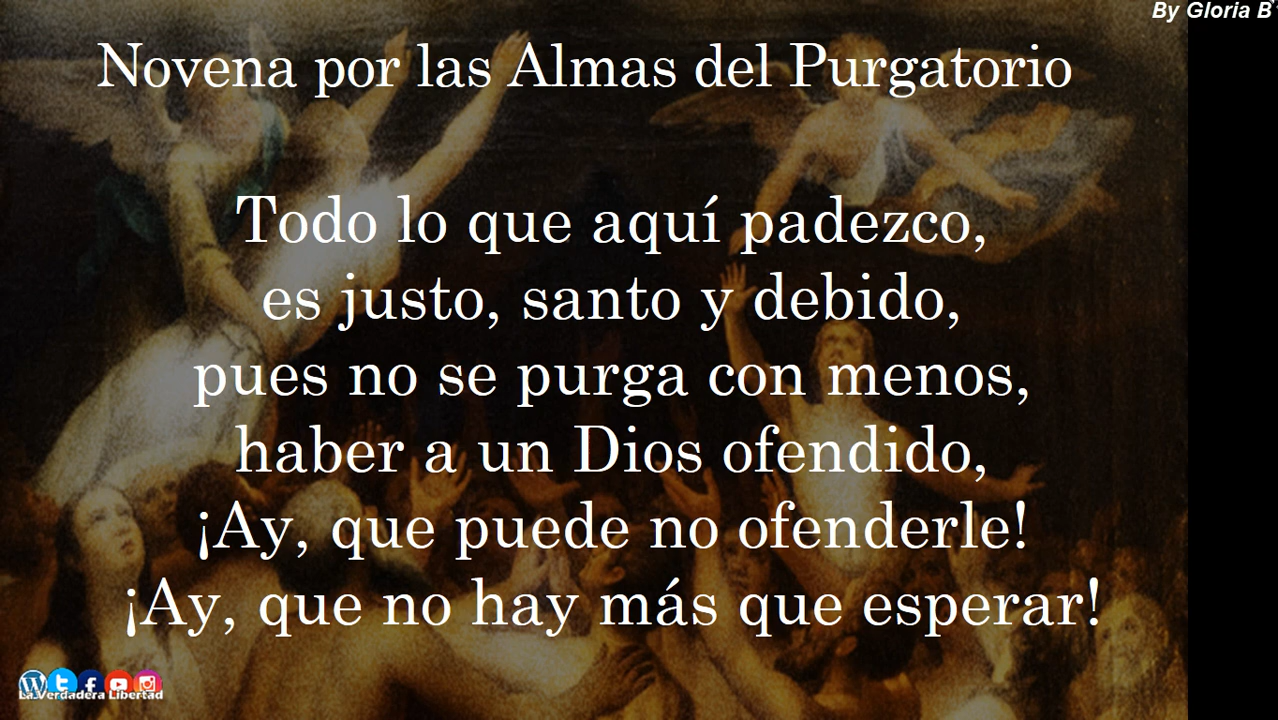 By Gloria B
Novena por las Almas del Purgatorio
Todo lo que aquí padezco,
es justo, santo y debido,
pues no se purga con menos,
haber a un Dios ofendido,
¡Ay, que puede no ofenderle!
¡Ay, que no hay más que esperar!
La Verdadera Libertad